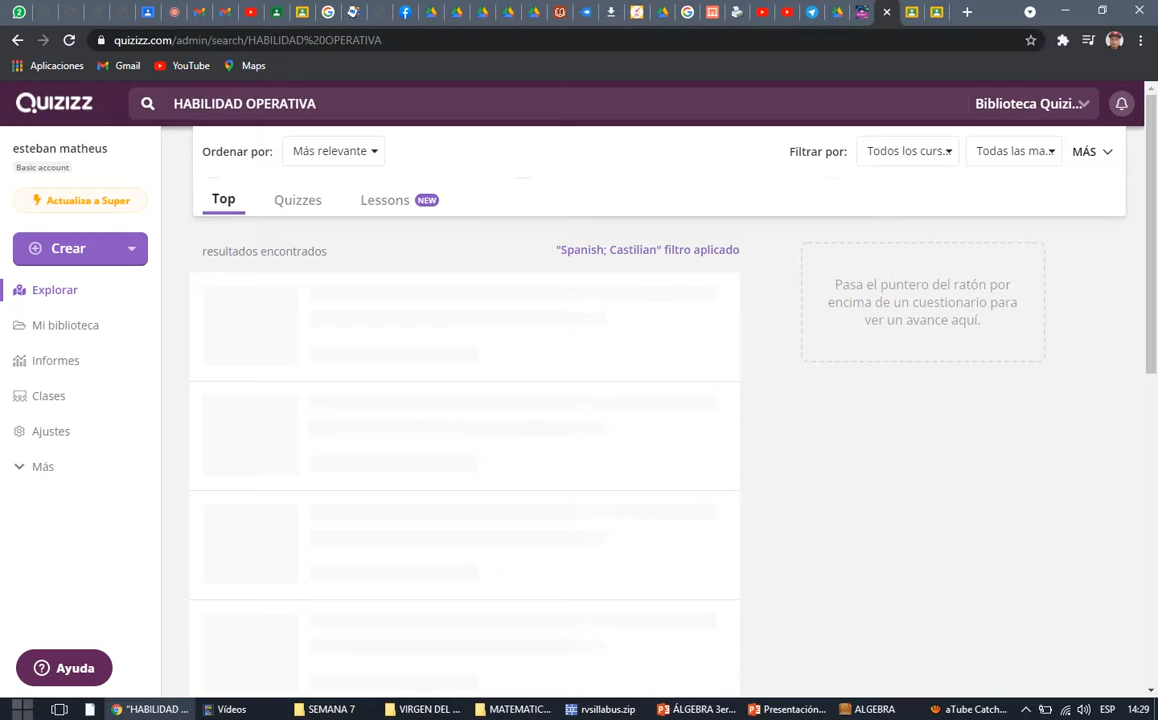 quizizz.com/admin/search/HABILIDAD%20OPERATIVA
Aplicaciones Gmail YouTube Maps
Quizizz HABILIDAD OPERATIVA Biblioteca Quizi...
esteban matheus
Basic account
Actualiza a Super
Crear
Explorar
Mi biblioteca
Informes
Clases
Ajustes
Más
Ayuda
Ordenar por: Más relevante Filtrar por: Todos los curs.. Todas las ma.. MÁS
Top Quizzes Lessons NEW
resultados encontrados "Spanish; Castilian" filtro aplicado
Pasa el puntero del ratón por
encima de un cuestionario para
ver un avance aquí.
"HABILIDAD ... Vídeos SEMANA 7 VIRGEN DEL ... MATEMATIC... rvsillabus.zip ÁLGEBRA 3er... Presentación... ALGEBRA aTube Catch... ESP 14:29